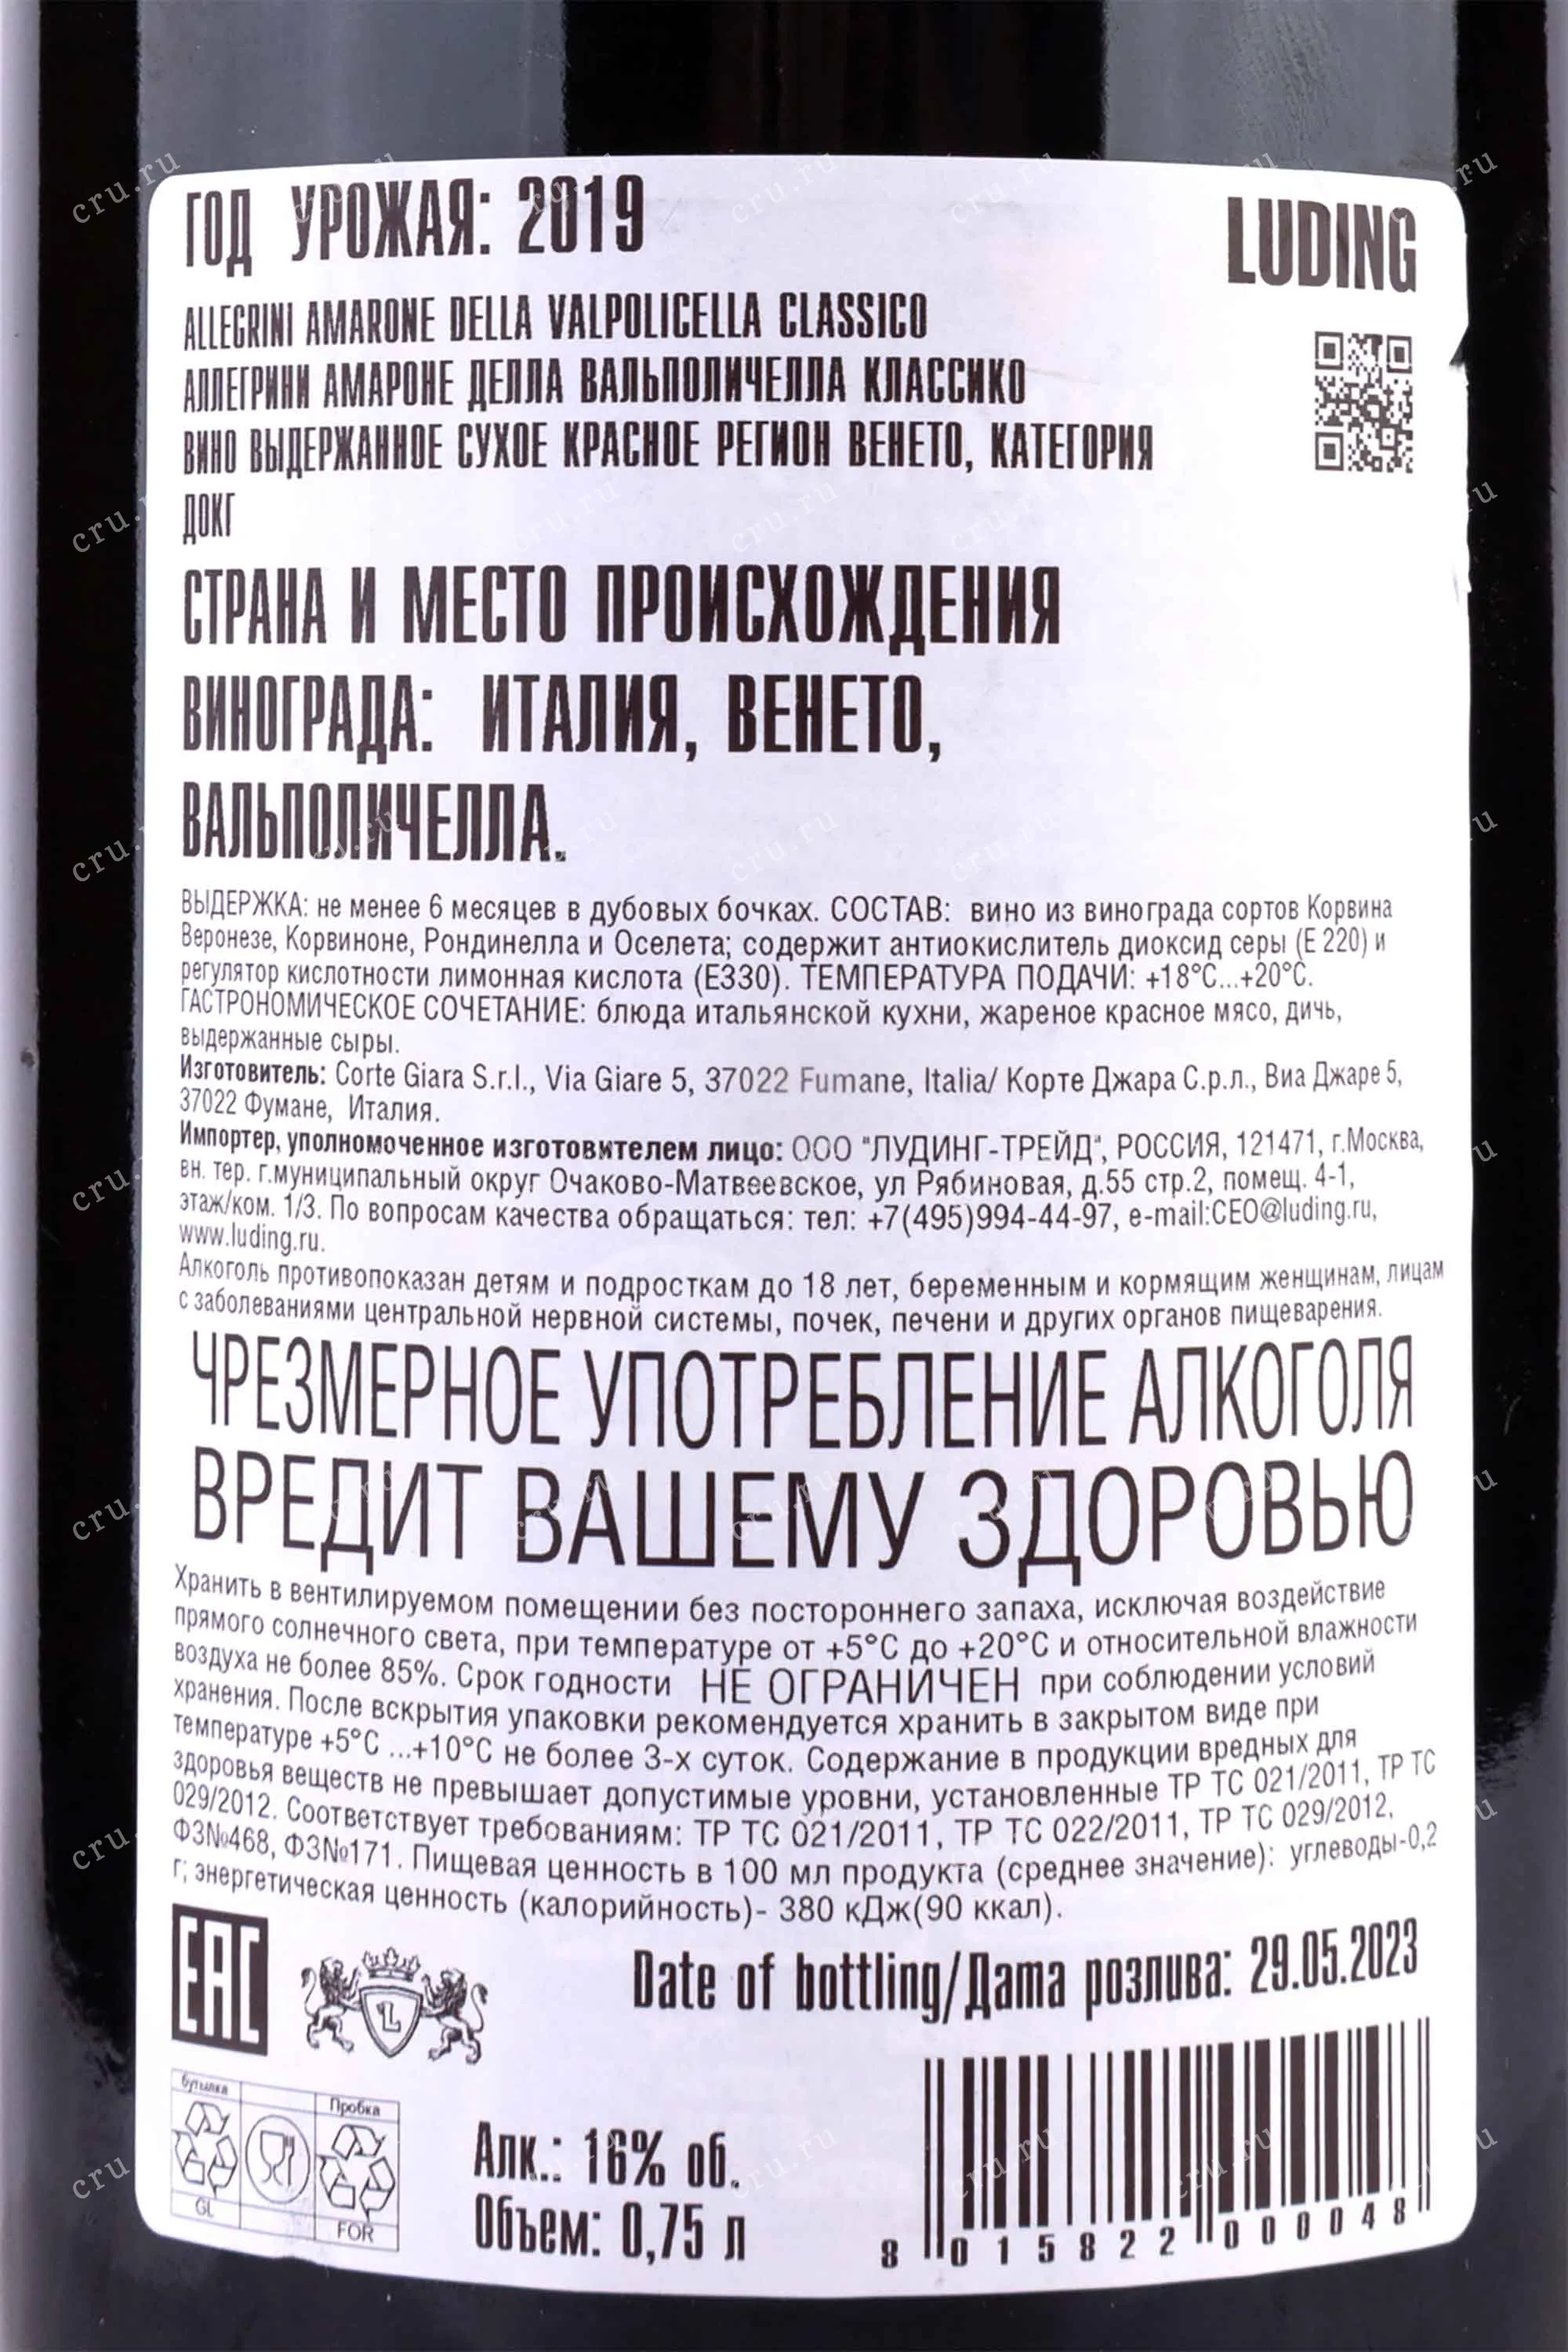 ГОД УРОЖАЯ: 2019
LUDING
ALLEGRINI AMARONE DELLA VALPOLICELLA CLASSICO
АЛЛЕГРИНИ АМАРОНЕ ДЕЛЛА ВАЛЬПОЛИЧЕЛЛА КЛАССИКО
ВИНО ВЫДЕРЖАННОЕ СУХОЕ КРАСНОЕ РЕГИОН ВЕНЕТО, КАТЕГОРИЯ
ДОКГ
СТРАНА И МЕСТО ПРОИСХОЖДЕНИЯ
ВИНОГРАДА: ИТАЛИЯ, ВЕНЕТО,
ВАЛЬПОЛИЧЕЛЛА.
ВЫДЕРЖКА: не менее 6 месяцев в дубовых бочках. СОСТАВ: вино из винограда сортов Корвина
Веронезе, Корвиноне, Рондинелла и Оселета; содержит антиокислитель диоксид серы (Е 220) и
регулятор кислотности лимонная кислота (Е330). ТЕМПЕРАТУРА ПОДАЧИ: +18°С...+20°С.
ГАСТРОНОМИЧЕСКОЕ СОЧЕТАНИЕ: блюда итальянской кухни, жареное красное мясо, дичь,
выдержанные сыры.
Изготовитель: Corte Giara S.r.l., Via Giare 5, 37022 Fumane, Italia/ Корте Джара С.р.л., Виа Джаре 5,
37022 Фумане, Италия.
Импортер, уполномоченное изготовителем лицо: ООО "ЛУДИНГ-ТРЕЙД", РОССИЯ, 121471, г.Москва,
вн. тер. г.муниципальный округ Очаково-Матвеевское, ул Рябиновая, д.55 стр.2, помещ. 4-1,
этаж/ком. 1/3. По вопросам качества обращаться: тел: +7(495)994-44-97, e-mail:CEO@luding.ru,
www.luding.ru.
Алкоголь противопоказан детям и подросткам до 18 лет, беременным и кормящим женщинам, лицам
с заболеваниями центральной нервной системы, почек, печени и других органов пищеварения.
ЧРЕЗМЕРНОЕ УПОТРЕБЛЕНИЕ АЛКОГОЛЯ
ВРЕДИТ ВАШЕМУ ЗДОРОВЬЮ
Хранить в вентилируемом помещении без постороннего запаха, исключая воздействие
прямого солнечного света, при температуре от +5°С до +20°С и относительной влажности
воздуха не более 85%. Срок годности НЕ ОГРАНИЧЕН при соблюдении условий
хранения. После вскрытия упаковки рекомендуется хранить в закрытом виде при
температуре +5°С ...+10°С не более 3-х суток. Содержание в продукции вредных для
здоровья веществ не превышает допустимые уровни, установленные ТР ТС 021/2011, ТР ТС
029/2012. Соответствует требованиям: ТР ТС 021/2011, ТР ТС 022/2011, ТР ТС 029/2012,
ФЗ№468, ФЗ№171. Пищевая ценность в 100 мл продукта (среднее значение): углеводы-0,2
г; энергетическая ценность (калорийность)- 380 кДж(90 ккал).
EAC
L
Date of bottling/Дата розлива: 29.05.2023
бутылка
Пробка
GL
FOR
Алк.: 16% об.
Объем: 0,75 л
8 015822 000048
cru.ru